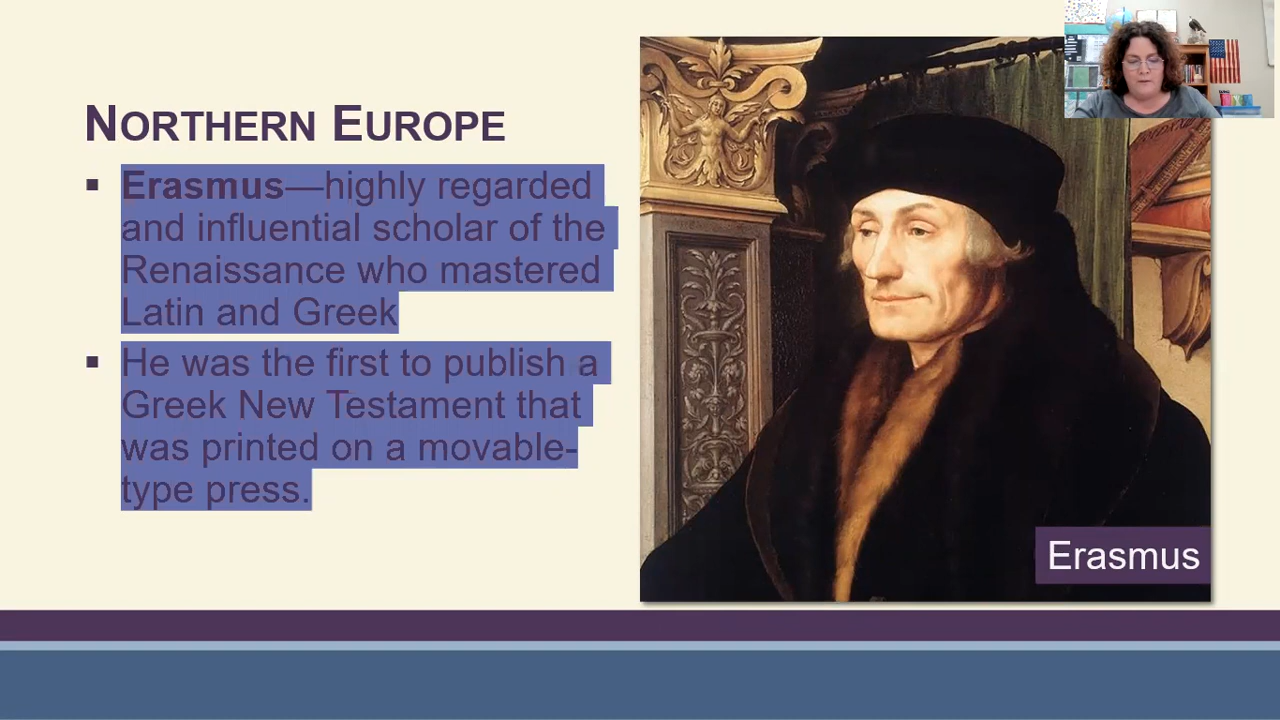 NORTHERN EUROPE
▪ Erasmus—highly regarded
and influential scholar of the
Renaissance who mastered
Latin and Greek
▪ He was the first to publish a
Greek New Testament that
was printed on a movable-
type press.
Erasmus